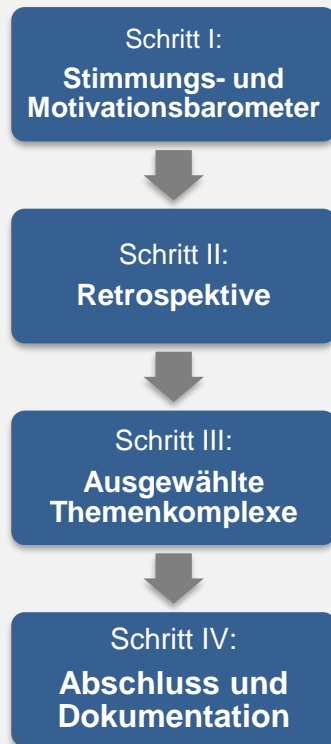 Schritt I:
Stimmungs- und
Motivationsbarometer
Schritt II:
Retrospektive
Schritt III:
Ausgewählte
Themenkomplexe
Schritt IV:
Abschluss und
Dokumentation